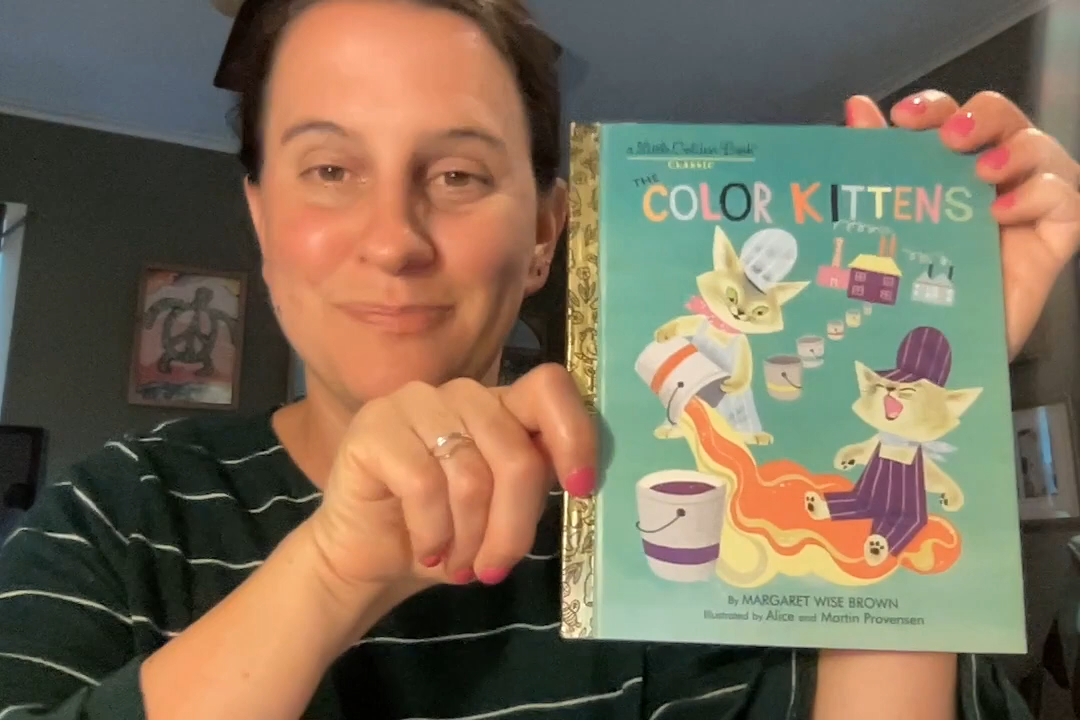 a Little Golden Book
CLASSIC
THE
COLOR KITTENS
By MARGARET WISE BROWN
Illustrated by Alice and Martin Provensen